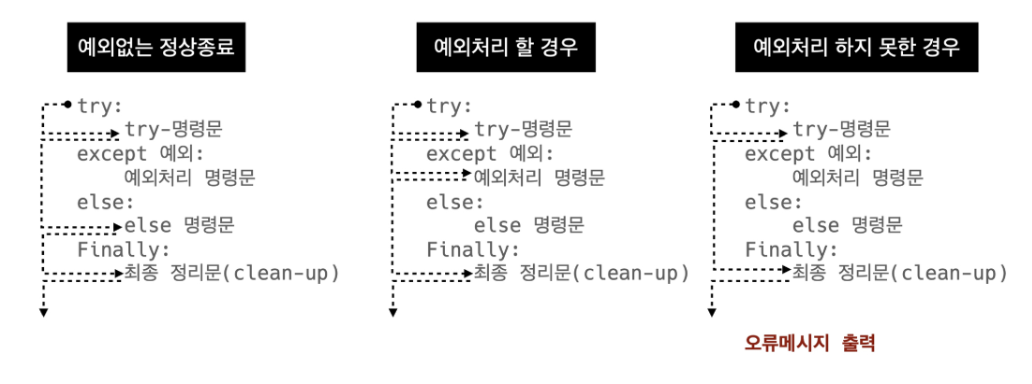 예외없는 정상종료
try:
try-명령문
except 예외:
예외처리 명령문
else:
else 명령문
Finally:
최종 정리문(clean-up)
예외처리 할 경우
try:
try-명령문
except 예외:
예외처리 명령문
else:
else 명령문
Finally:
최종 정리문(clean-up)
예외처리 하지 못한 경우
try:
try-명령문
except 예외:
예외처리 명령문
else:
else 명령문
Finally:
최종 정리문(clean-up)
오류메시지 출력